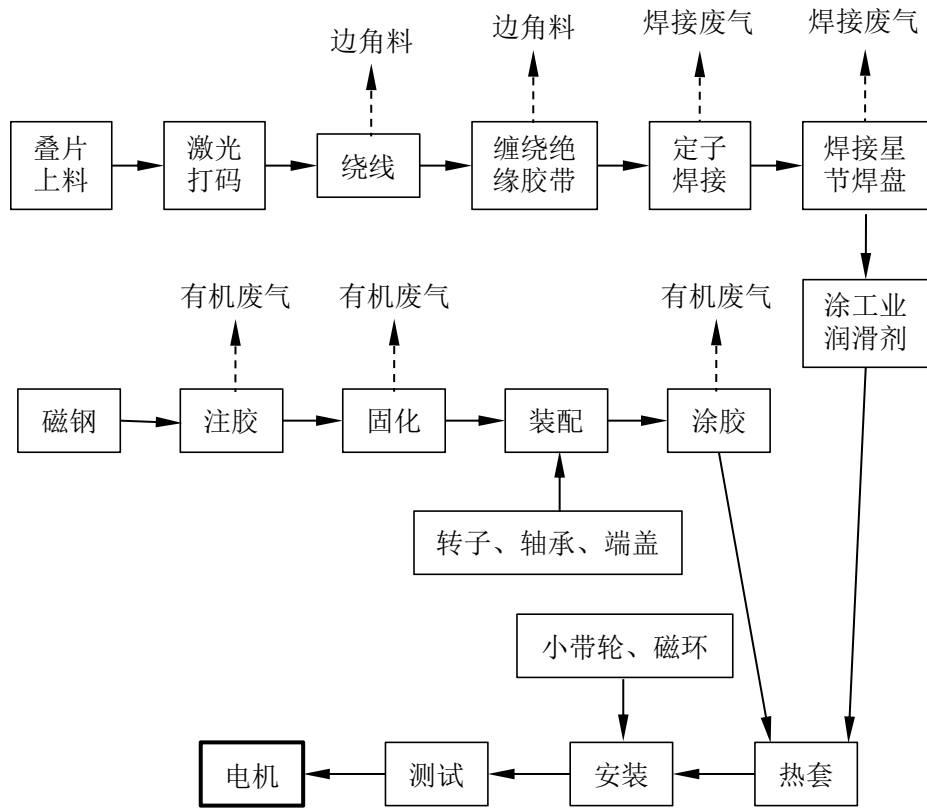 边角料
边角料
焊接废气
焊接废气
叠片
上料
激光
打码
绕线
缠绕绝
缘胶带
定子
焊接
焊接星
节焊盘
有机废气
有机废气
有机废气
涂工业
润滑剂
磁钢
注胶
固化
装配
涂胶
转子、轴承、端盖
小带轮、磁环
电机
测试
安装
热套